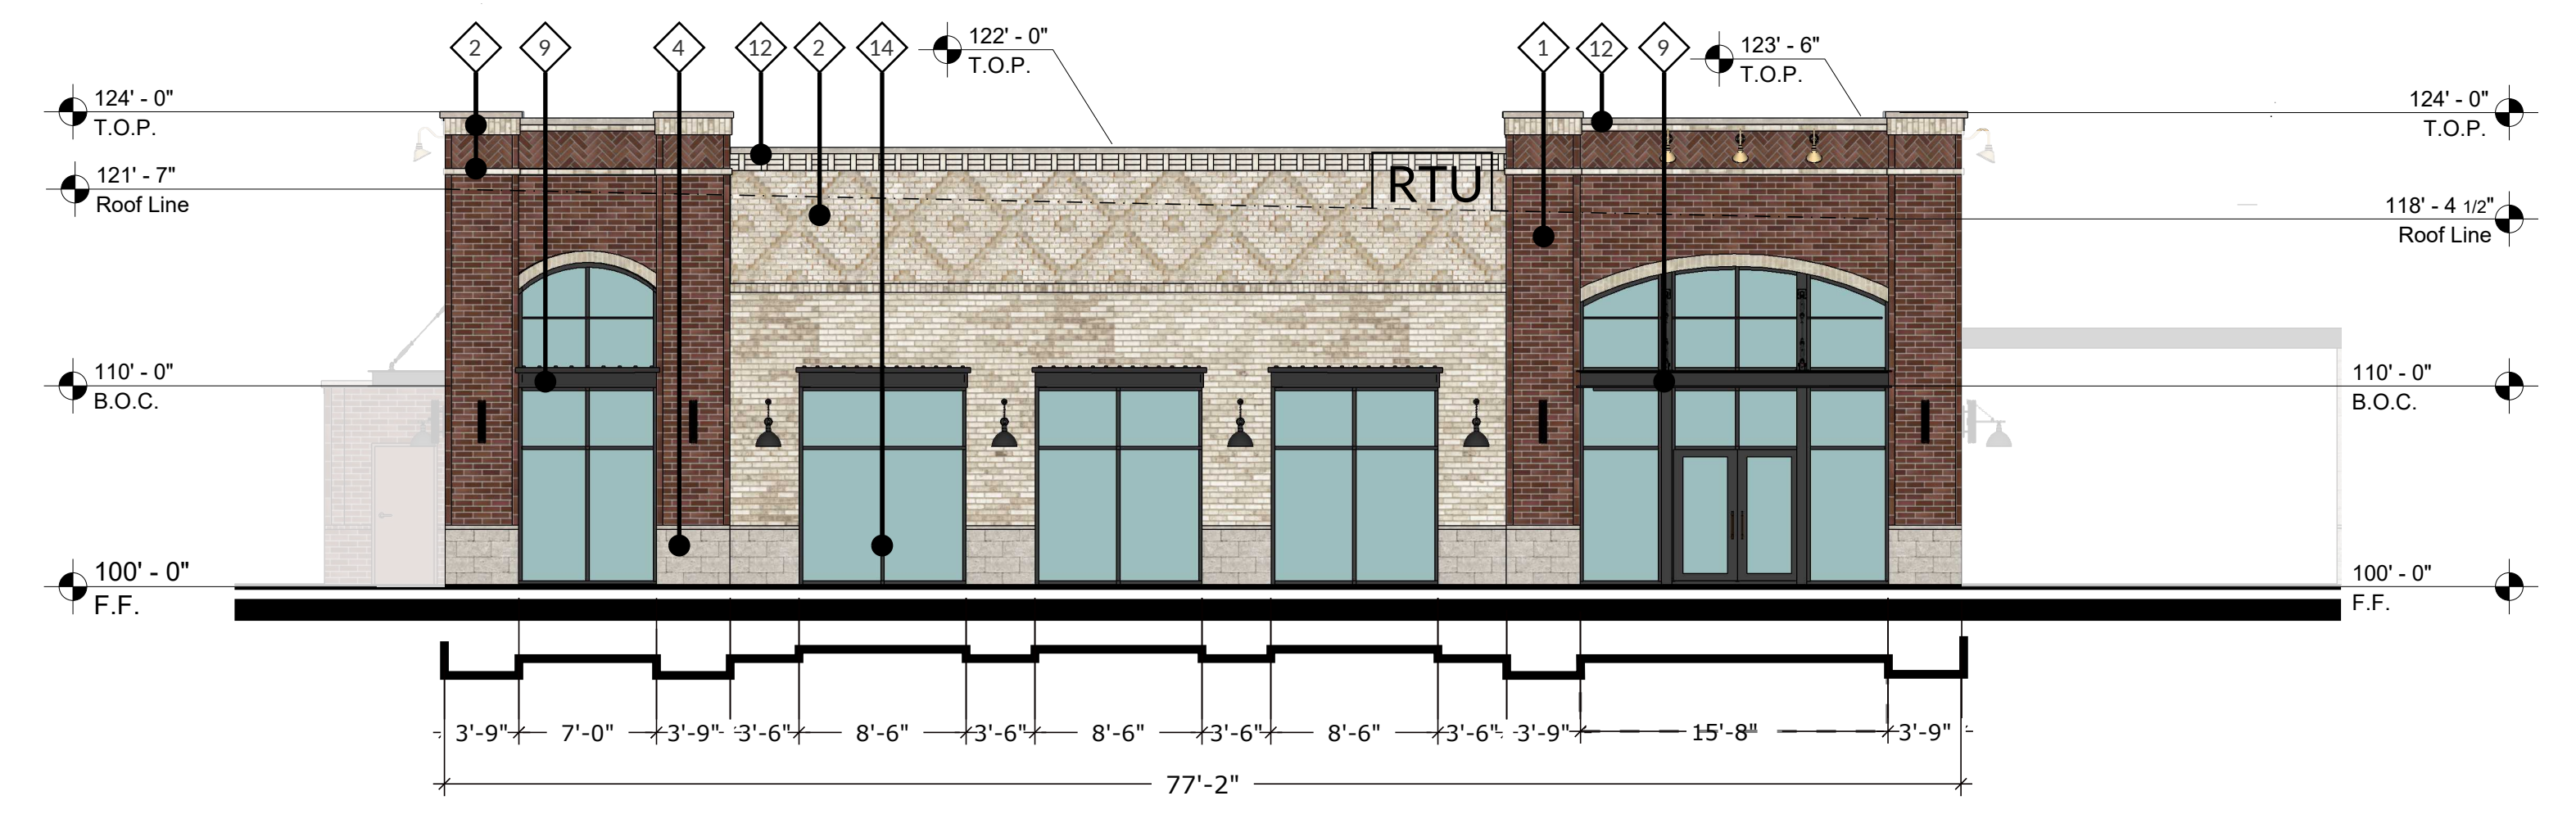 2
9
4
12
2
14
122' - 0"
T.O.P.
1
12
9
123' - 6"
T.O.P.
124' - 0"
T.O.P.
124' - 0"
T.O.P.
121' - 7"
Roof Line
RTU
118' - 4 1/2"
Roof Line
110' - 0"
B.O.C.
110' - 0"
B.O.C.
100' - 0"
F.F.
100' - 0"
F.F.
3'-9" 7'-0" 3'-9" 3'-6" 8'-6" 3'-6" 8'-6" 3'-6" 8'-6" 3'-6" 3'-9" 15'-8" 3'-9"
77'-2"